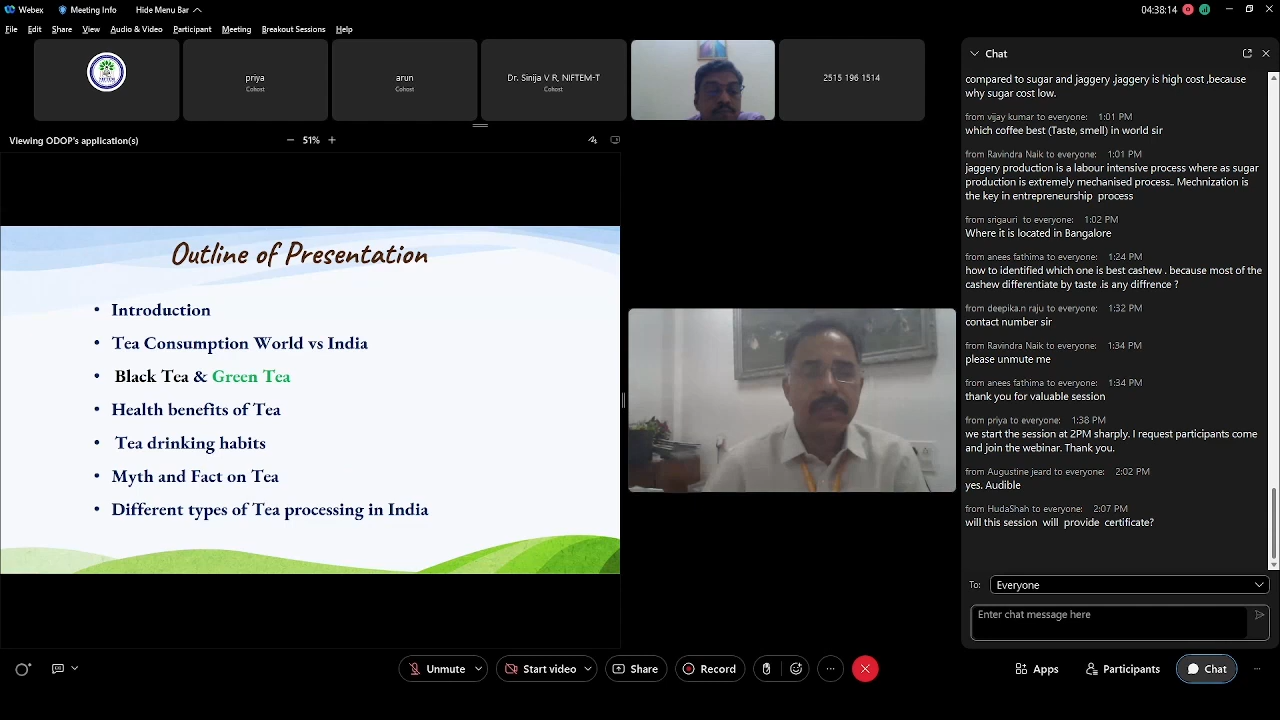 Webex
Meeting Info
Hide Menu Bar
04:38:14
File Edit Share View Audio & Video Participant Meeting Breakout Sessions Help
priya
Cohost
arun
Cohost
Dr. Sinija V R, NIFTEM-T
Cohost
2515 196 1514
Viewing ODOP's application(s)
51%
Outline of Presentation
• Introduction
• Tea Consumption World vs India
• Black Tea & Green Tea
• Health benefits of Tea
• Tea drinking habits
• Myth and Fact on Tea
• Different types of Tea processing in India
Chat
compared to sugar and jaggery .jaggery is high cost ,because
why sugar cost low.
from vijay kumar to everyone: 1:01 PM
which coffee best (Taste, smell) in world sir
from Ravindra Naik to everyone: 1:01 PM
jaggery production is a labour intensive process where as sugar
production is extremely mechanised process.. Mechnization is
the key in entrepreneurship process
from srigauri to everyone: 1:02 PM
Where it is located in Bangalore
from anees fathima to everyone: 1:24 PM
how to identified which one is best cashew . because most of the
cashew differentiate by taste .is any diffrence ?
from deepika.n raju to everyone: 1:32 PM
contact number sir
from Ravindra Naik to everyone: 1:34 PM
please unmute me
from anees fathima to everyone: 1:34 PM
thank you for valuable session
from priya to everyone: 1:38 PM
we start the session at 2PM sharply. I request participants come
and join the webinar. Thank you.
from Augustine jeard to everyone: 2:02 PM
yes. Audible
from HudaShah to everyone: 2:07 PM
will this session will provide certificate?
To: Everyone
Enter chat message here
Unmute
Start video
Share
Record
Apps
Participants
Chat